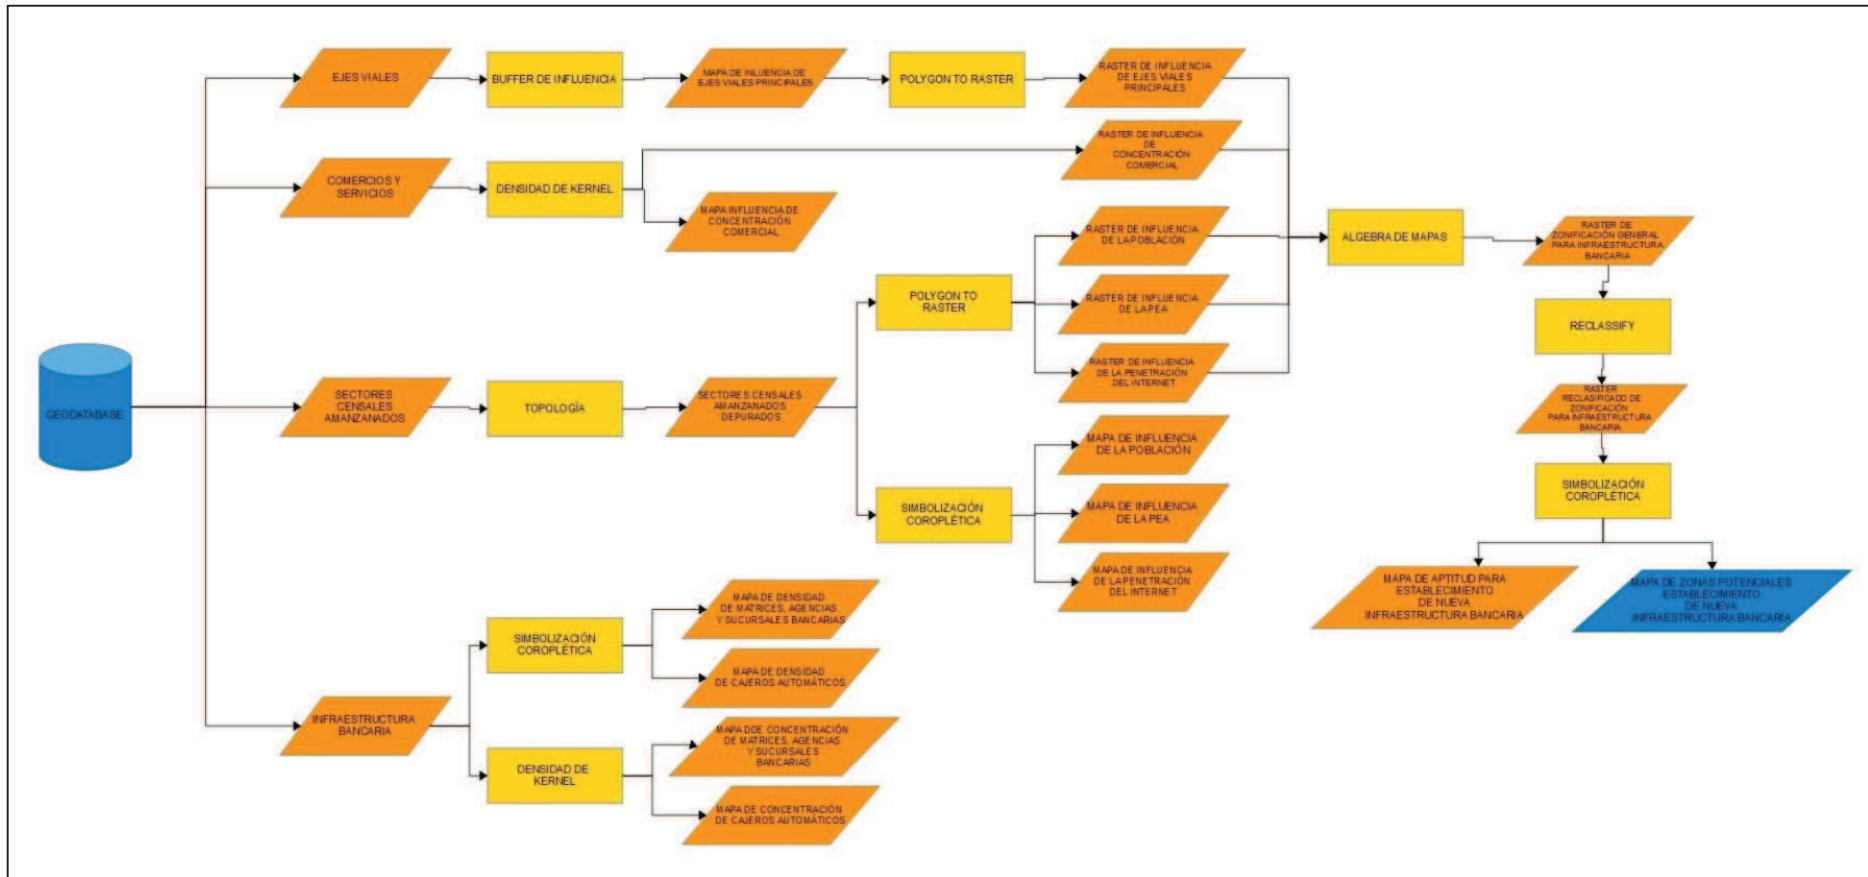 GEODATABASE
EJES VIALES
BUFFER DE INFLUENCIA
MAPA DE INLUENCIA DE
EJES VIALES PRINCIPALES
POLYGON TO RASTER
RASTER DE INFLUENCIA
DE EJES VIALES
PRINCIPALES
COMERCIOS Y
SERVICIOS
DENSIDAD DE KERNEL
RASTER DE INFLUENCIA
DE
CONCENTRACIÓN
COMERCIAL
MAPA INFLUENCIA DE
CONCENTRACIÓN
COMERCIAL
SECTORES
CENSALES
AMANZANADOS
TOPOLOGÍA
SECTORES CENSALES
AMANZANADOS
DEPURADOS
POLYGON TO
RASTER
RASTER DE INFLUENCIA
DE LA POBLACIÓN
RASTER DE INFLUENCIA
DE LA PEA
RASTER DE INFLUENCIA
DE LA PENETRACIÓN
DEL INTERNET
SIMBOLIZACIÓN
COROPLÉTICA
MAPA DE INFLUENCIA
DE LA POBLACIÓN
MAPA DE INFLUENCIA
DE LA PEA
MAPA DE INFLUENCIA
DE LA PENETRACIÓN
DEL INTERNET
INFRAESTRUCTURA
BANCARIA
SIMBOLIZACIÓN
COROPLÉTICA
MAPA DE DENSIDAD
DE MATRICES, AGENCIAS
Y SUCURSALES BANCARIAS
MAPA DE DENSIDAD
DE CAJEROS AUTOMÁTICOS
DENSIDAD DE
KERNEL
MAPA DDE CONCENTRACIÓN
DE MATRICES, AGENCIAS
Y SUCURSALES
BANCARIAS
MAPA DE CONCENTRACIÓN
DE CAJEROS AUTOMÁTICOS
ALGEBRA DE MAPAS
RASTER DE
ZONIFICACIÓN GENERAL
PARA INFRAESTRUCTURA
BANCARIA
RECLASSIFY
RASTER
RECLASIFICADO DE
ZONIFICACIÓN
PARA INFRAESTRUCTURA
BANCARIA
SIMBOLIZACIÓN
COROPLÉTICA
MAPA DE APTITUD PARA
ESTABLECIMIENTO
DE NUEVA
INFRAESTRUCTURA BANCARIA
MAPA DE ZONAS POTENCIALES
ESTABLECIMIENTO
DE NUEVA
INFRAESTRUCTURA BANCARIA